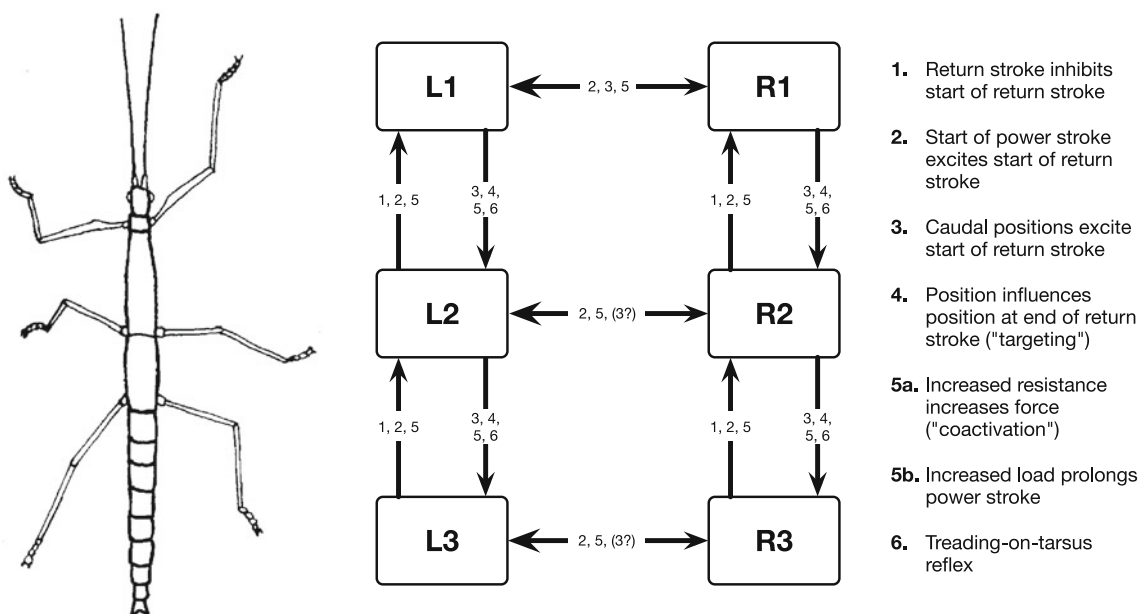 L1
2, 3, 5
R1
1, 2, 5
3, 4,
5, 6
1, 2, 5
3, 4,
5, 6
L2
2, 5, (3?)
R2
1, 2, 5
3, 4,
5, 6
1, 2, 5
3, 4,
5, 6
L3
2, 5, (3?)
R3
1. Return stroke inhibits
start of return stroke
2. Start of power stroke
excites start of return
stroke
3. Caudal positions excite
start of return stroke
4. Position influences
position at end of return
stroke ("targeting")
5a. Increased resistance
increases force
("coactivation")
5b. Increased load prolongs
power stroke
6. Treading-on-tarsus
reflex